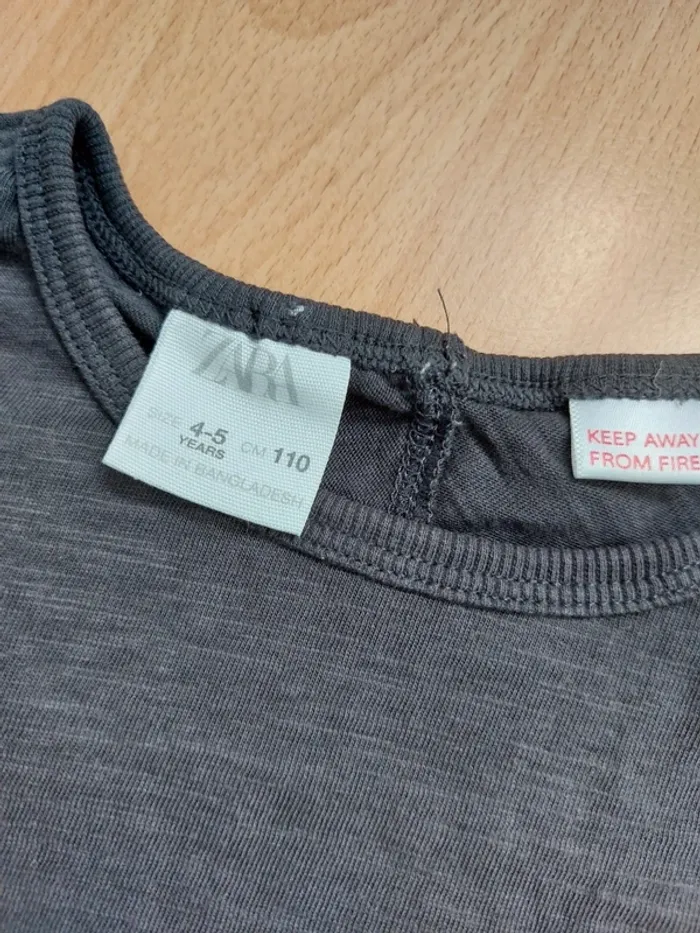 ZARA
SIZE 4-5 YEARS CM 110
MADE IN BANGLADESH
KEEP AWAY
FROM FIRE